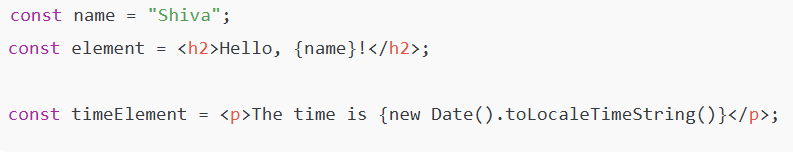 const name = "Shiva";
const element = <h2>Hello, {name}!</h2>;
const timeElement = <p>The time is {new Date().toLocaleTimeString()}</p>;